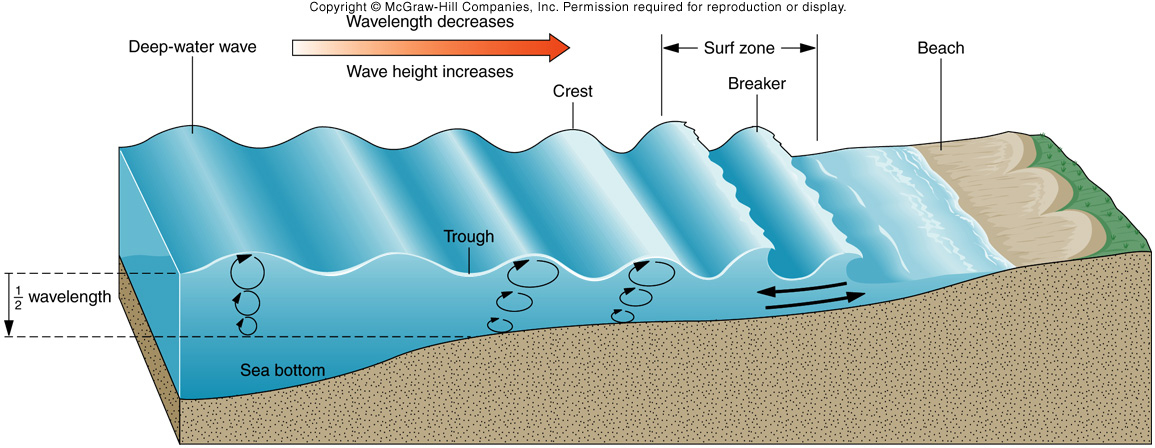 Copyright © McGraw-Hill Companies, Inc. Permission required for reproduction or display.
Wavelength decreases
Deep-water wave
Surf zone
Beach
Wave height increases
Crest
Breaker
Trough
1/2 wavelength
Sea bottom